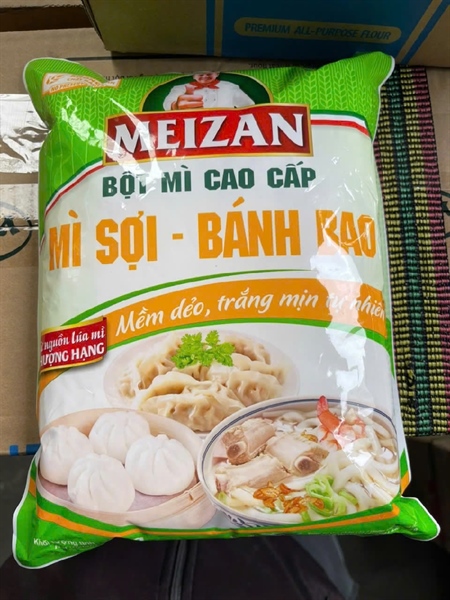 PREMIUM ALL-PURPOSE FLOUR
MEIZAN
BỘT MÌ CAO CẤP
MÌ SỢI - BÁNH BAO
Mềm dẻo, trắng mịn tự nhiên
nguồn lúa mì
THƯỢNG HẠNG